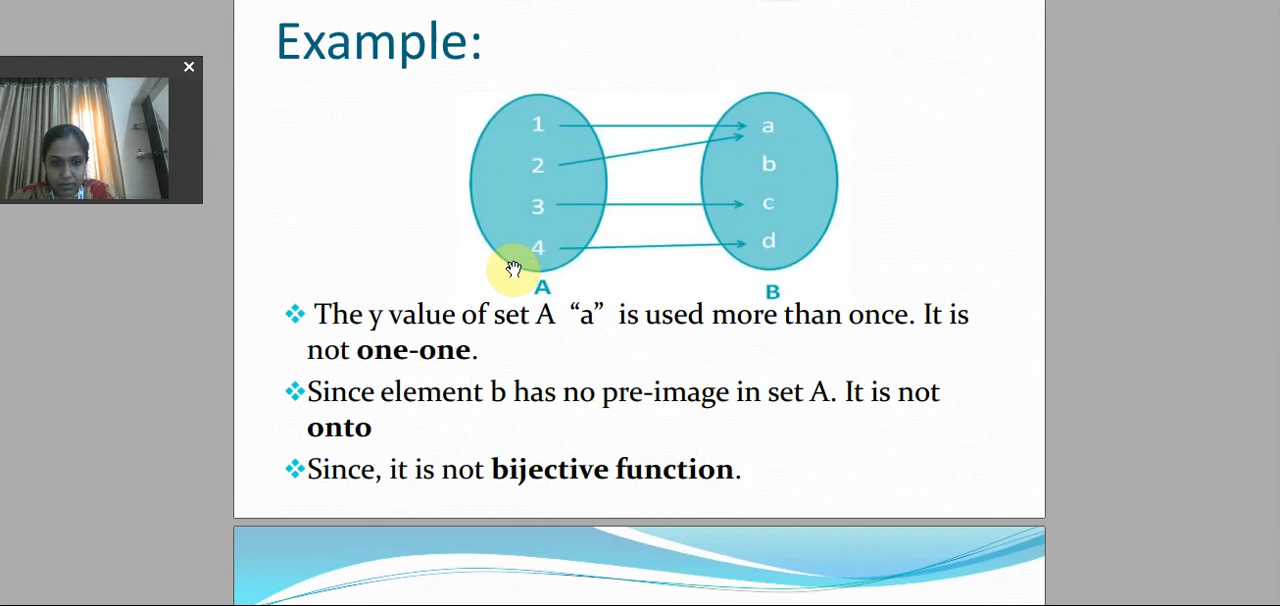 Example:
1 a
2 b
3 c
4 d
A B
The y value of set A “a” is used more than once. It is
not one-one.
Since element b has no pre-image in set A. It is not
onto
Since, it is not bijective function.